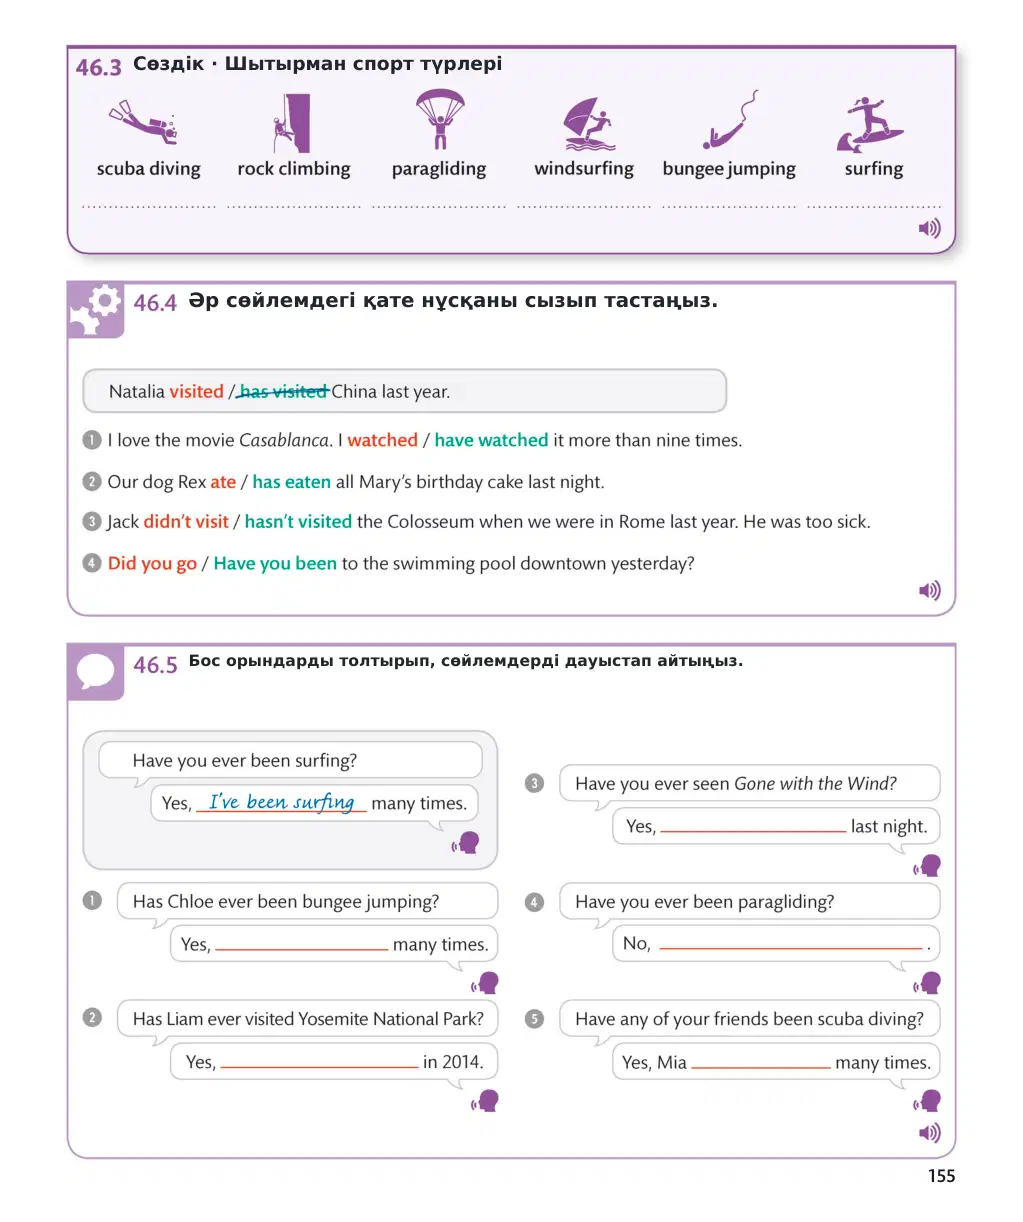 46.3 Сөздік · Шытырман спорт түрлері
scuba diving rock climbing paragliding windsurfing bungee jumping surfing
46.4 Әр сөйлемдегі қате нұсқаны сызып тастаңыз.
Natalia visited / has visited China last year.
1 I love the movie Casablanca. I watched / have watched it more than nine times.
2 Our dog Rex ate / has eaten all Mary’s birthday cake last night.
3 Jack didn’t visit / hasn’t visited the Colosseum when we were in Rome last year. He was too sick.
4 Did you go / Have you been to the swimming pool downtown yesterday?
46.5 Бос орындарды толтырып, сөйлемдерді дауыстап айтыңыз.
Have you ever been surfing?
Yes, I’ve been surfing many times.
1 Has Chloe ever been bungee jumping?
Yes, many times.
2 Has Liam ever visited Yosemite National Park?
Yes, in 2014.
3 Have you ever seen Gone with the Wind?
Yes, last night.
4 Have you ever been paragliding?
No, .
5 Have any of your friends been scuba diving?
Yes, Mia many times.
155